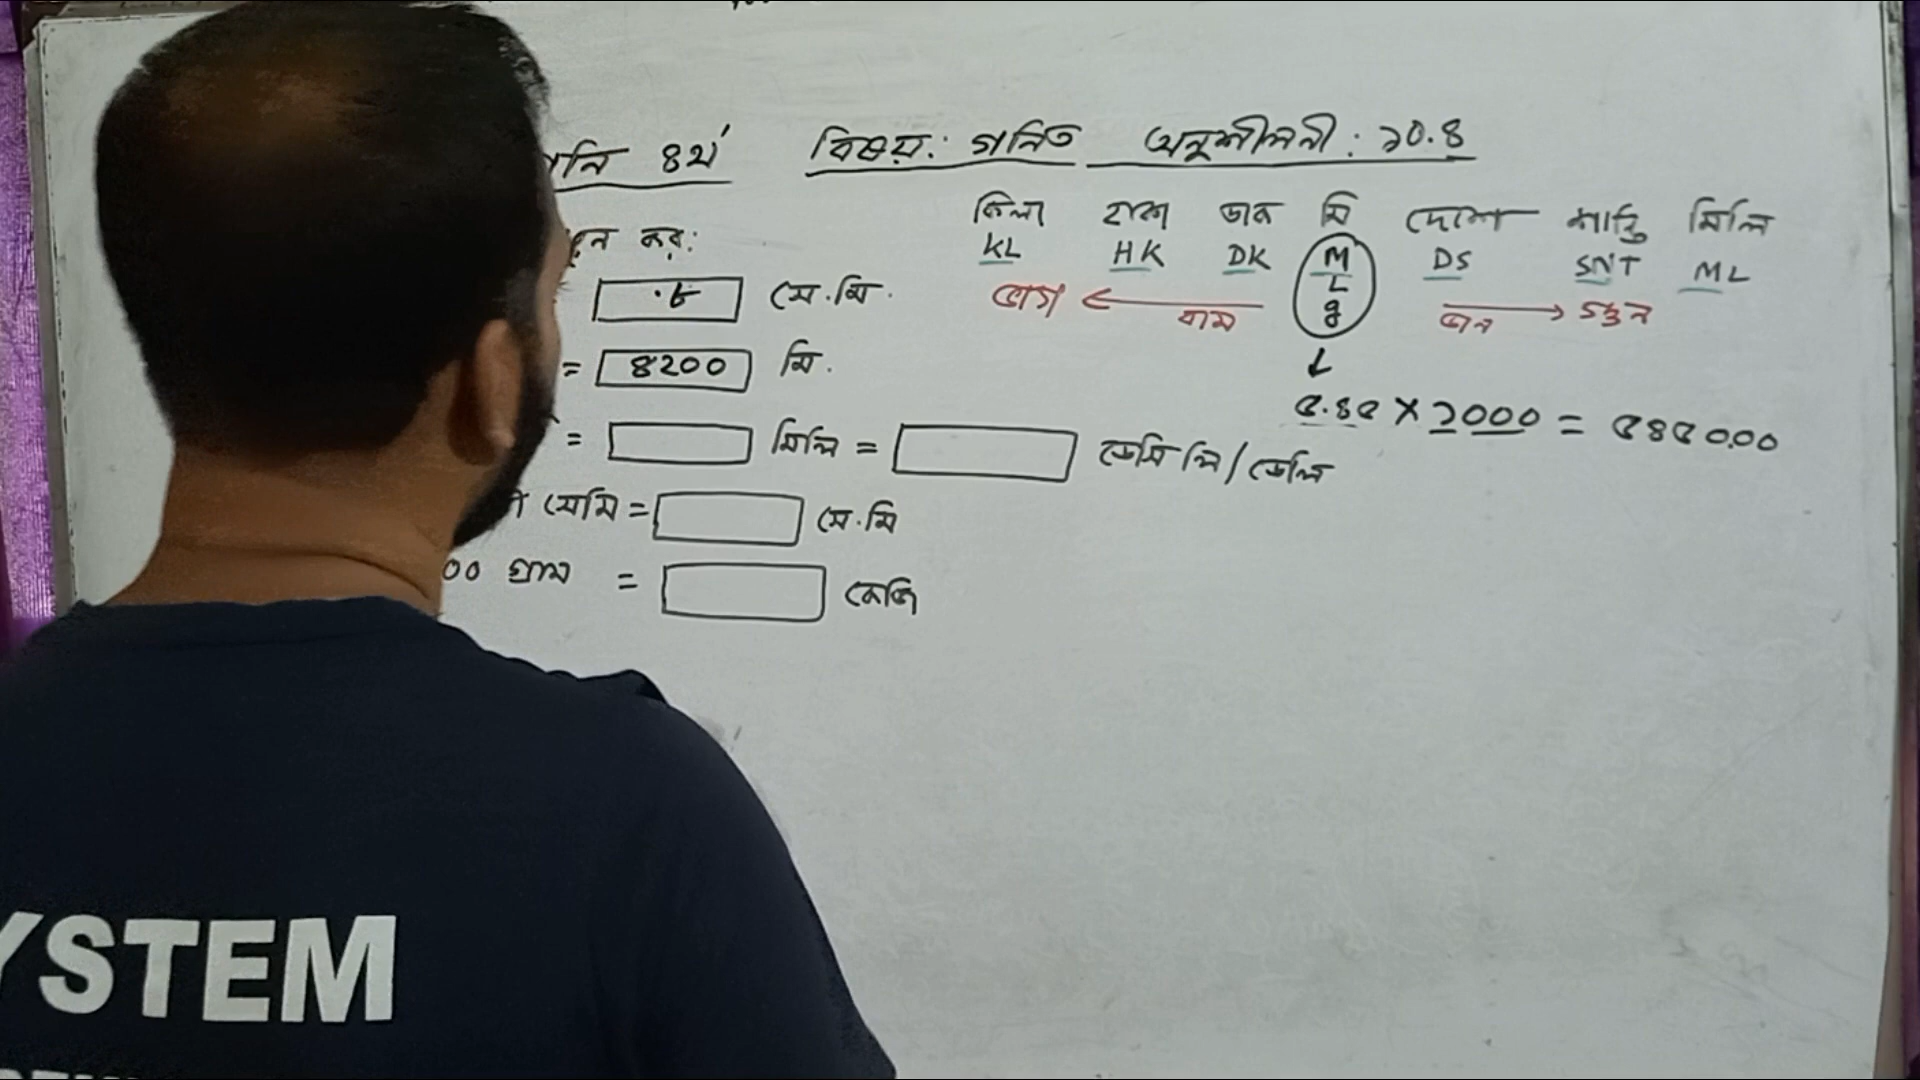 ৪র্থ বিষয়: গনিত অনুশীলনী: ১০.৪
কর:
কিলো হেক্টো ডেকা মি দেশে শান্তি মিলি
KL HK DK M DS SNT ML
L
g
ভাগ বাম ডান গুন
.৮ সে.মি.
= ৪২০০ মি.
৫.৪৫ × ১০০০ = ৫৪৫০.০০
= মিলি = ডেসি লি/ডেলি
সেমি = সে.মি
০০ গ্রাম = কেজি
YSTEM